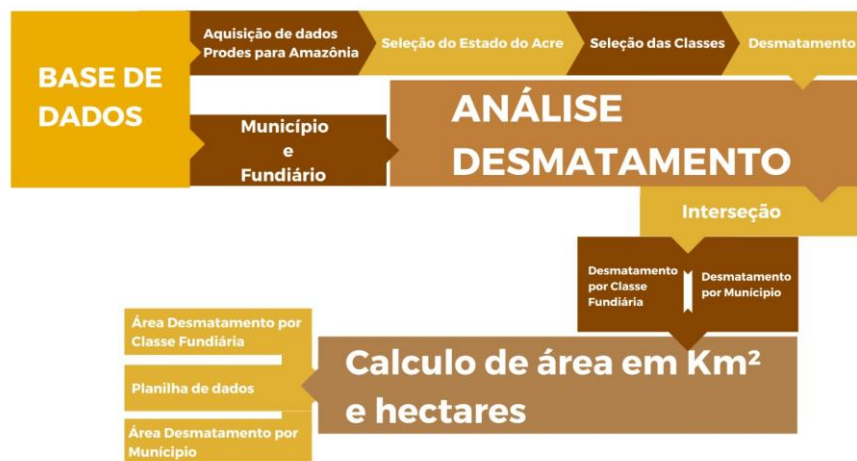 BASE DE
DADOS
Aquisição de dados
Prodes para Amazônia
Seleção do Estado do Acre
Seleção das Classes
Desmatamento
Município
e
Fundiário
ANÁLISE
DESMATAMENTO
Interseção
Desmatamento
por Classe
Fundiária
Desmatamento
por Munícipio
Calculo de área em Km²
e hectares
Área Desmatamento por
Classe Fundiária
Planilha de dados
Área Desmatamento por
Munícipio